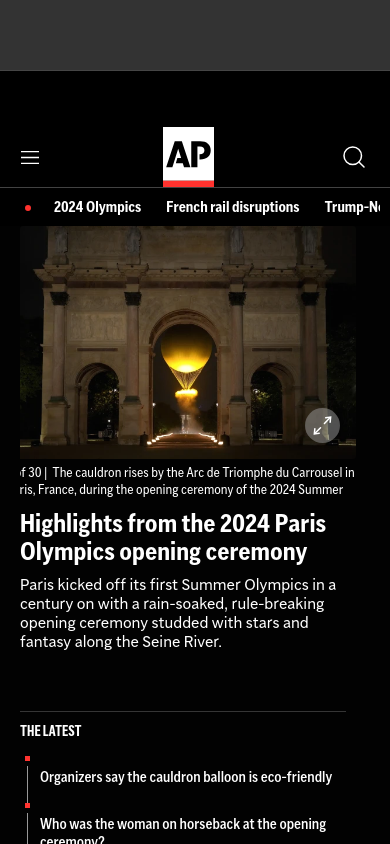 AP
2024 Olympics French rail disruptions
of 30 | The cauldron rises by the Arc de Triomphe du Carrousel in
ris, France, during the opening ceremony of the 2024 Summer
Highlights from the 2024 Paris
Olympics opening ceremony
Paris kicked off its first Summer Olympics in a
century on with a rain-soaked, rule-breaking
opening ceremony studded with stars and
fantasy along the Seine River.
THE LATEST
Organizers say the cauldron balloon is eco-friendly
Who was the woman on horseback at the opening
ceremony?